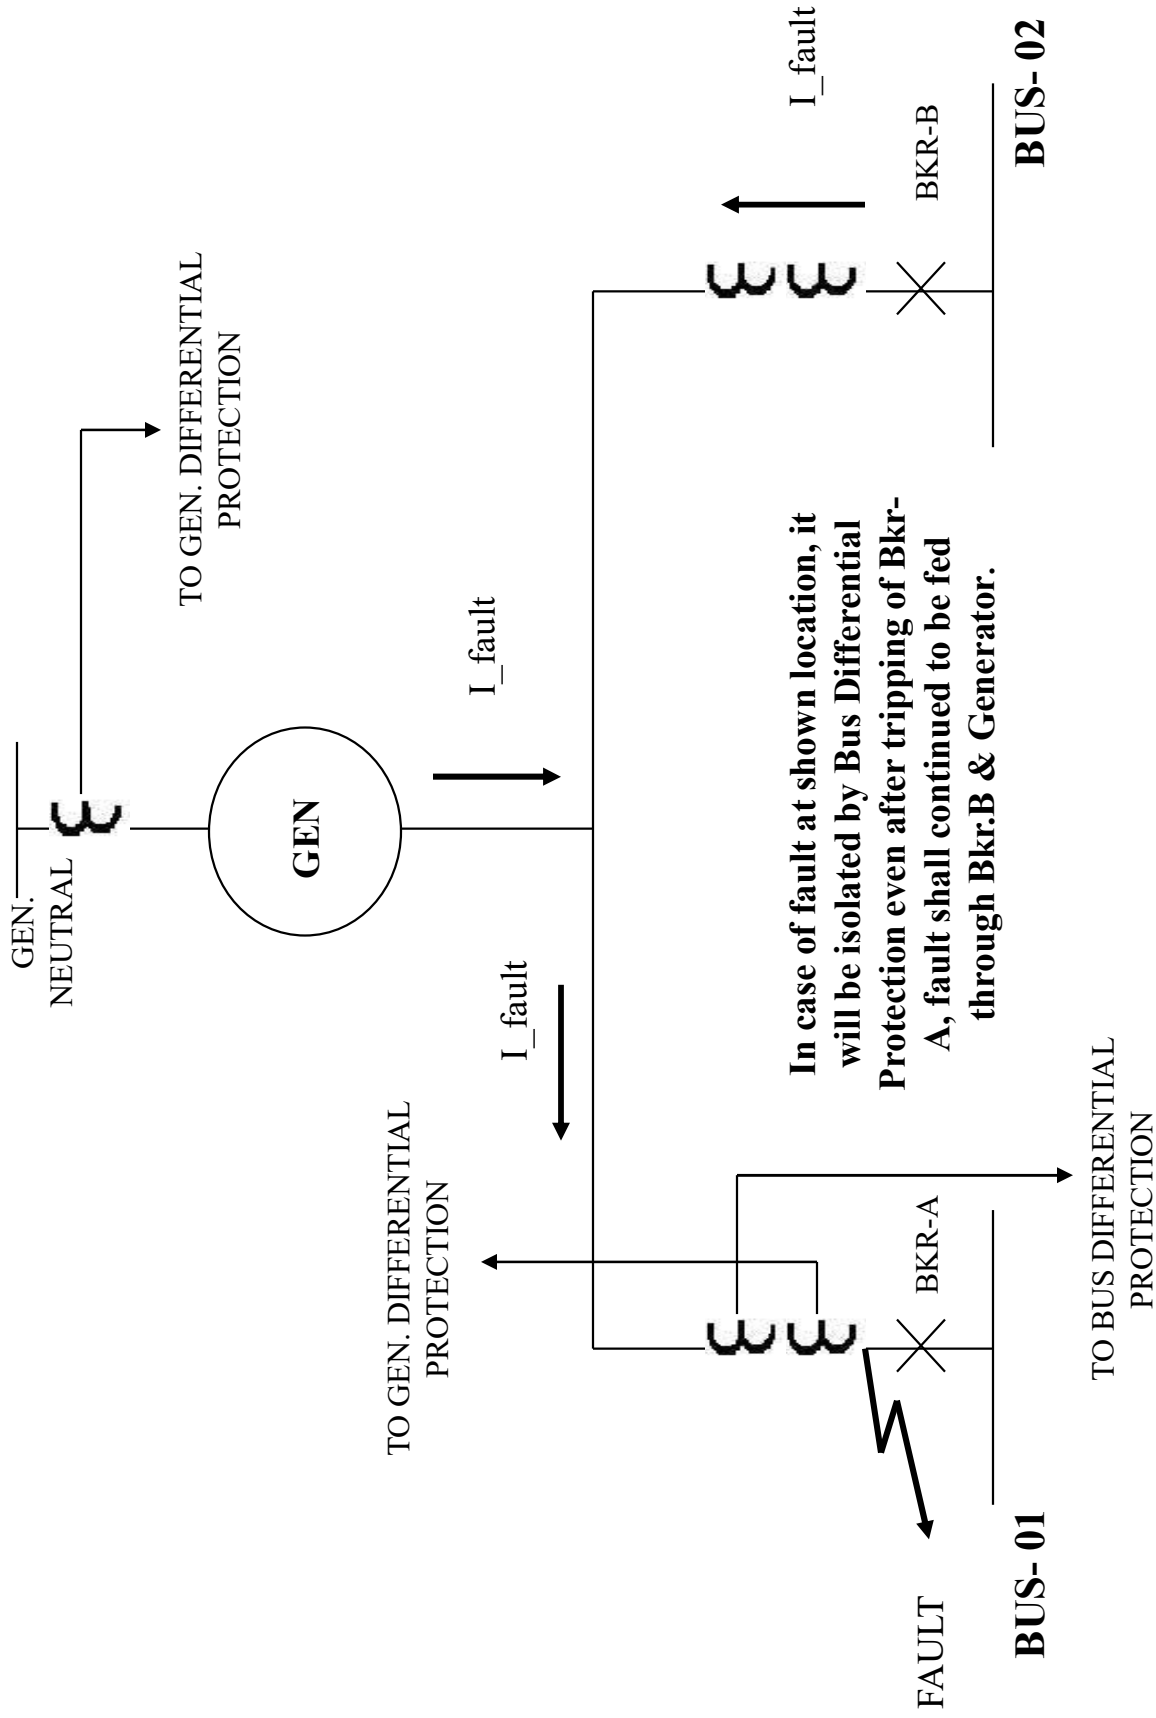 GEN.
NEUTRAL
TO GEN. DIFFERENTIAL
PROTECTION
GEN
I_fault
I_fault
TO GEN. DIFFERENTIAL
PROTECTION
I_fault
In case of fault at shown location, it
will be isolated by Bus Differential
Protection even after tripping of Bkr-
A, fault shall continued to be fed
through Bkr.B & Generator.
FAULT
BKR-A
BKR-B
BUS- 01
BUS- 02
TO BUS DIFFERENTIAL
PROTECTION